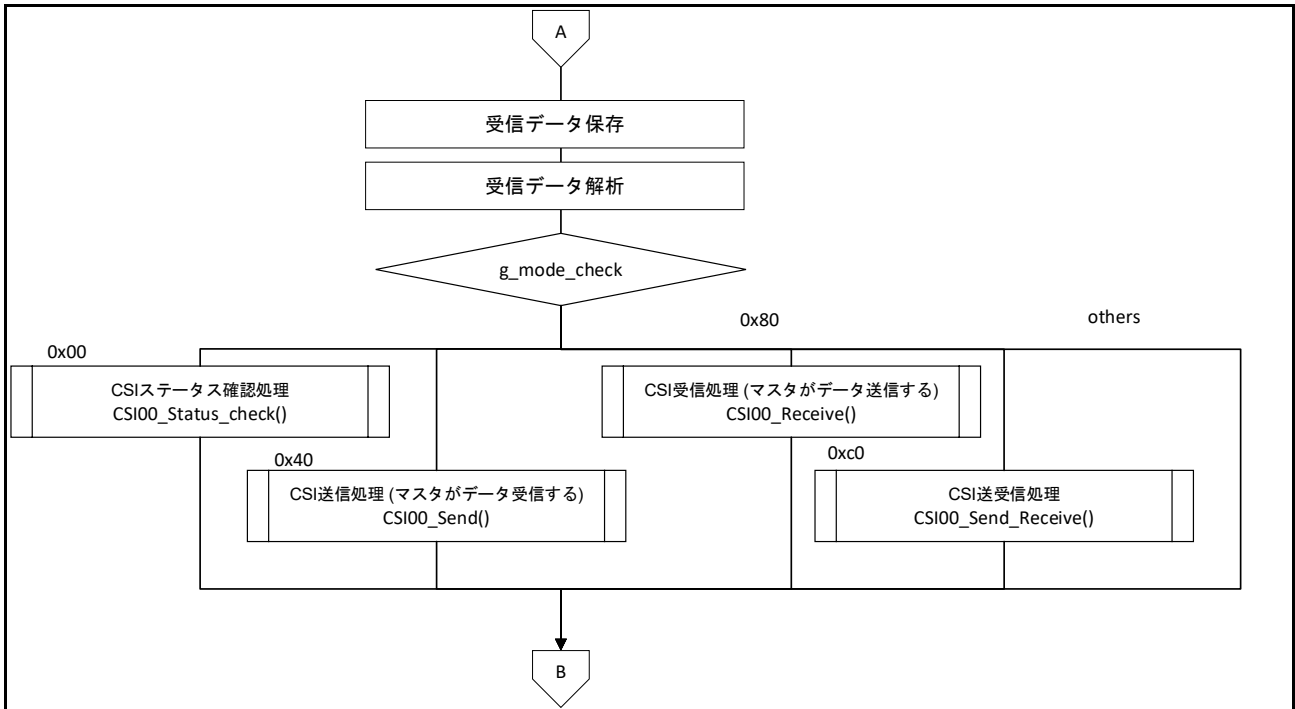 A
受信データ保存
受信データ解析
g_mode_check
0x80
others
0x00
CSIステータス確認処理
CSI00_Status_check()
CSI受信処理 (マスタがデータ送信する)
CSI00_Receive()
0x40
0xc0
CSI送信処理 (マスタがデータ受信する)
CSI00_Send()
CSI送受信処理
CSI00_Send_Receive()
B